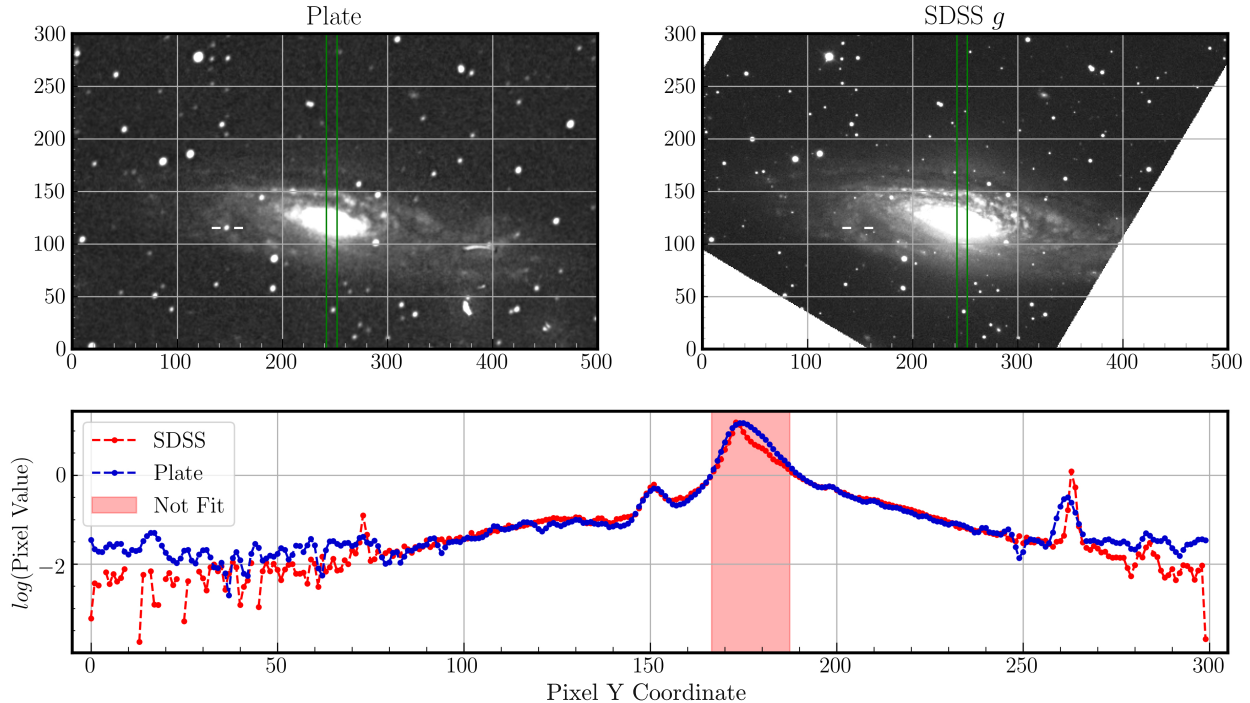 Plate
SDSS g
300
250
200
150
100
50
0
0 100 200 300 400 500
300
250
200
150
100
50
0
0 100 200 300 400 500
SDSS
Plate
Not Fit
log(Pixel Value)
0
−2
0 50 100 150 200 250 300
Pixel Y Coordinate